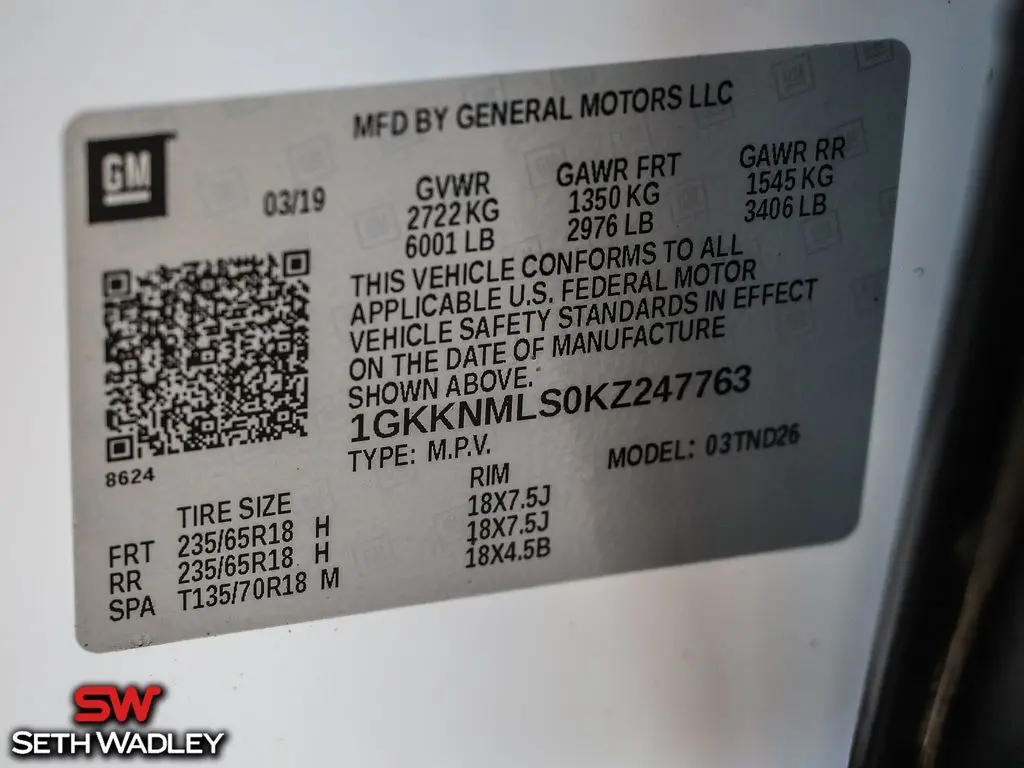 MFD BY GENERAL MOTORS LLC
GM
03/19
GVWR
2722 KG
6001 LB
GAWR FRT
1350 KG
2976 LB
GAWR RR
1545 KG
3406 LB
THIS VEHICLE CONFORMS TO ALL
APPLICABLE U.S. FEDERAL MOTOR
VEHICLE SAFETY STANDARDS IN EFFECT
ON THE DATE OF MANUFACTURE
SHOWN ABOVE.
1GKKNMLS0KZ247763
TYPE: M.P.V. MODEL: 03TND26
8624
TIRE SIZE RIM
FRT 235/65R18 H 18X7.5J
RR 235/65R18 H 18X7.5J
SPA T135/70R18 M 18X4.5B
SW
SETH WADLEY